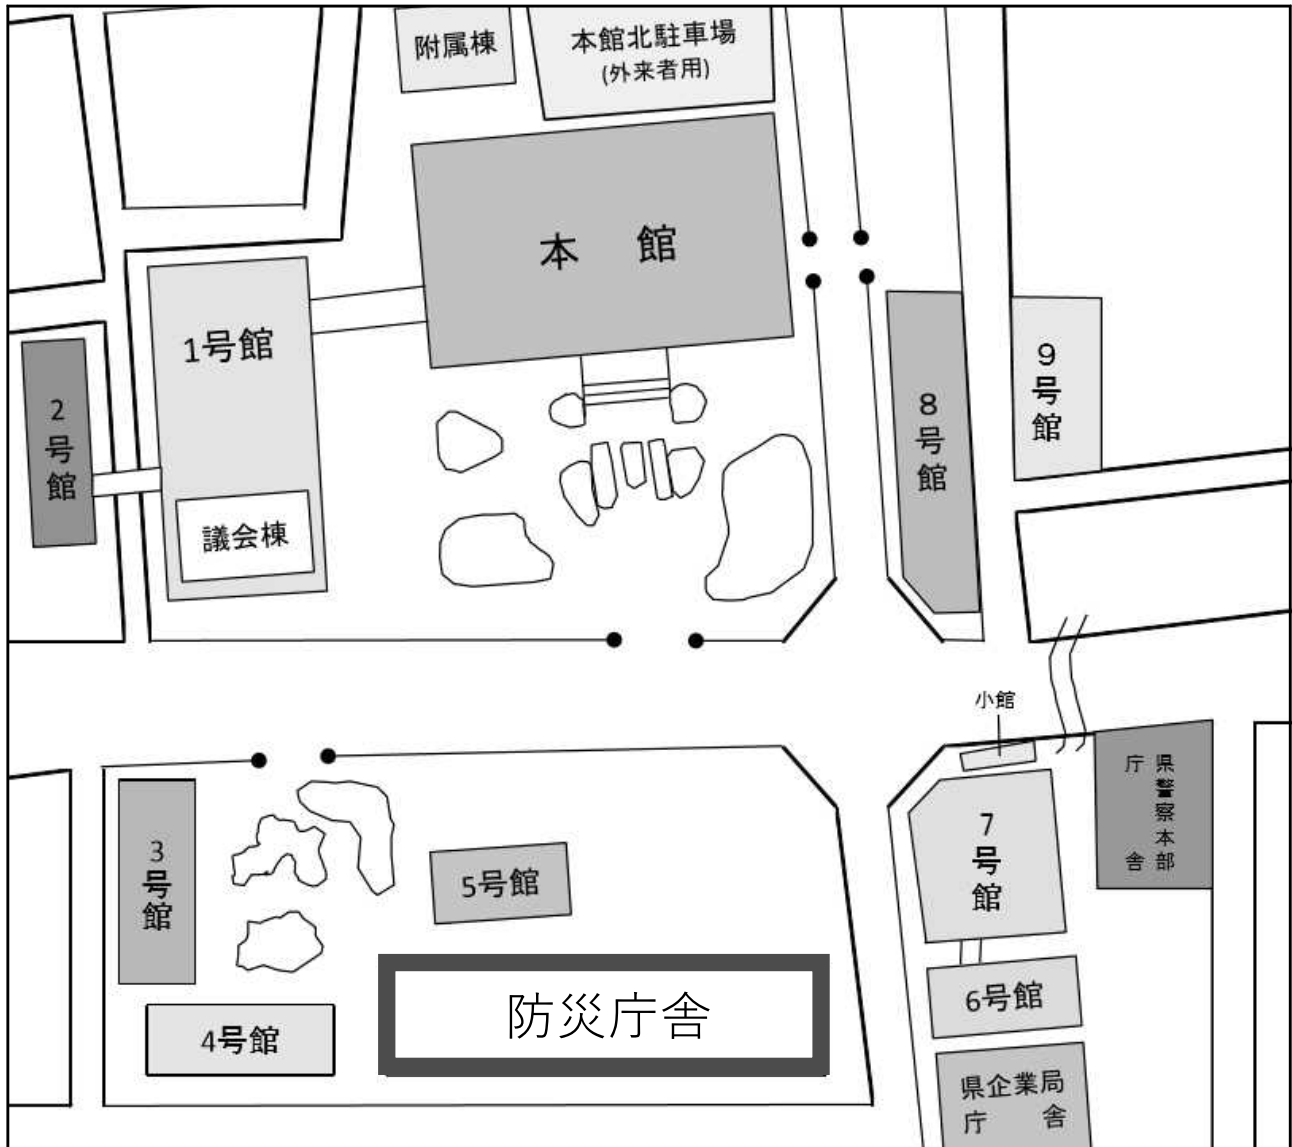 附属棟
本館北駐車場
(外来者用)
本 館
1号館
2号館
議会棟
8号館
9号館
小館
県警察本部
庁 舎
3号館
5号館
7号館
防災庁舎
4号館
6号館
県企業局
庁 舎